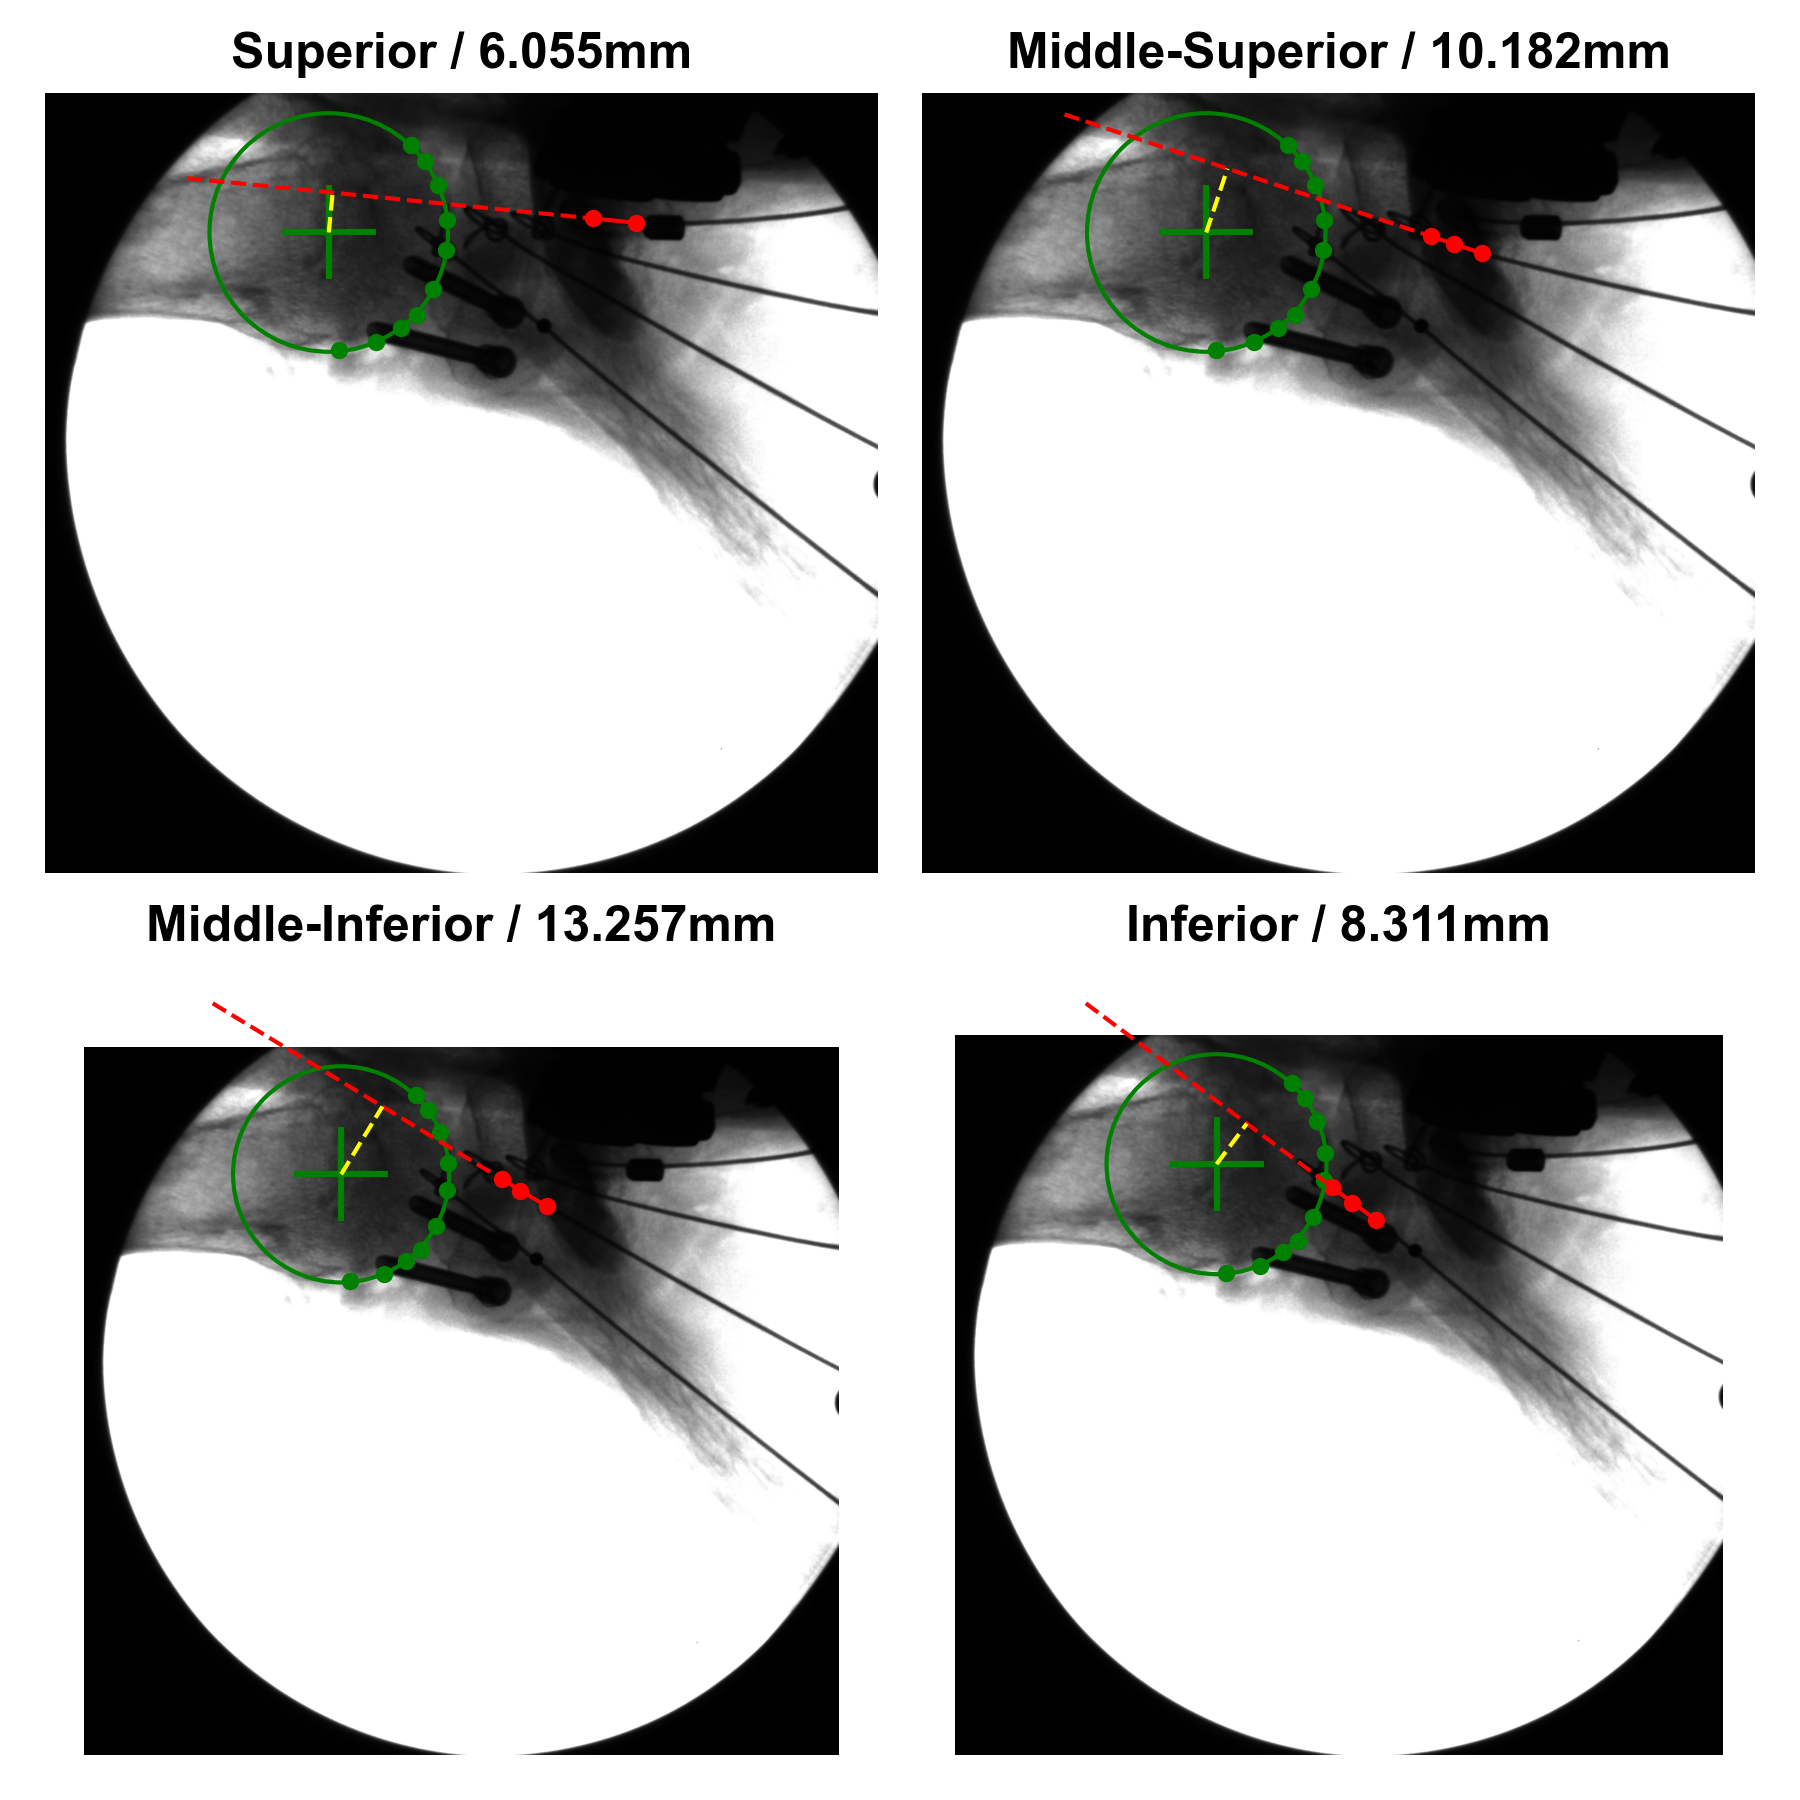 Superior / 6.055mm
Middle-Superior / 10.182mm
Middle-Inferior / 13.257mm
Inferior / 8.311mm